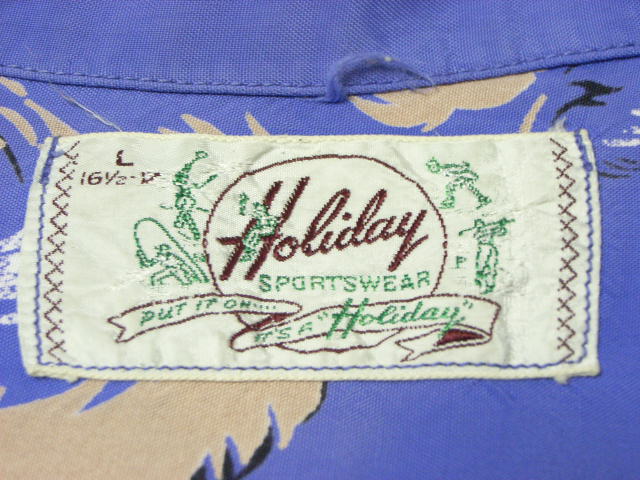 L
16½-17
Holiday
SPORTSWEAR
PUT IT ON...
IT'S A "Holiday"